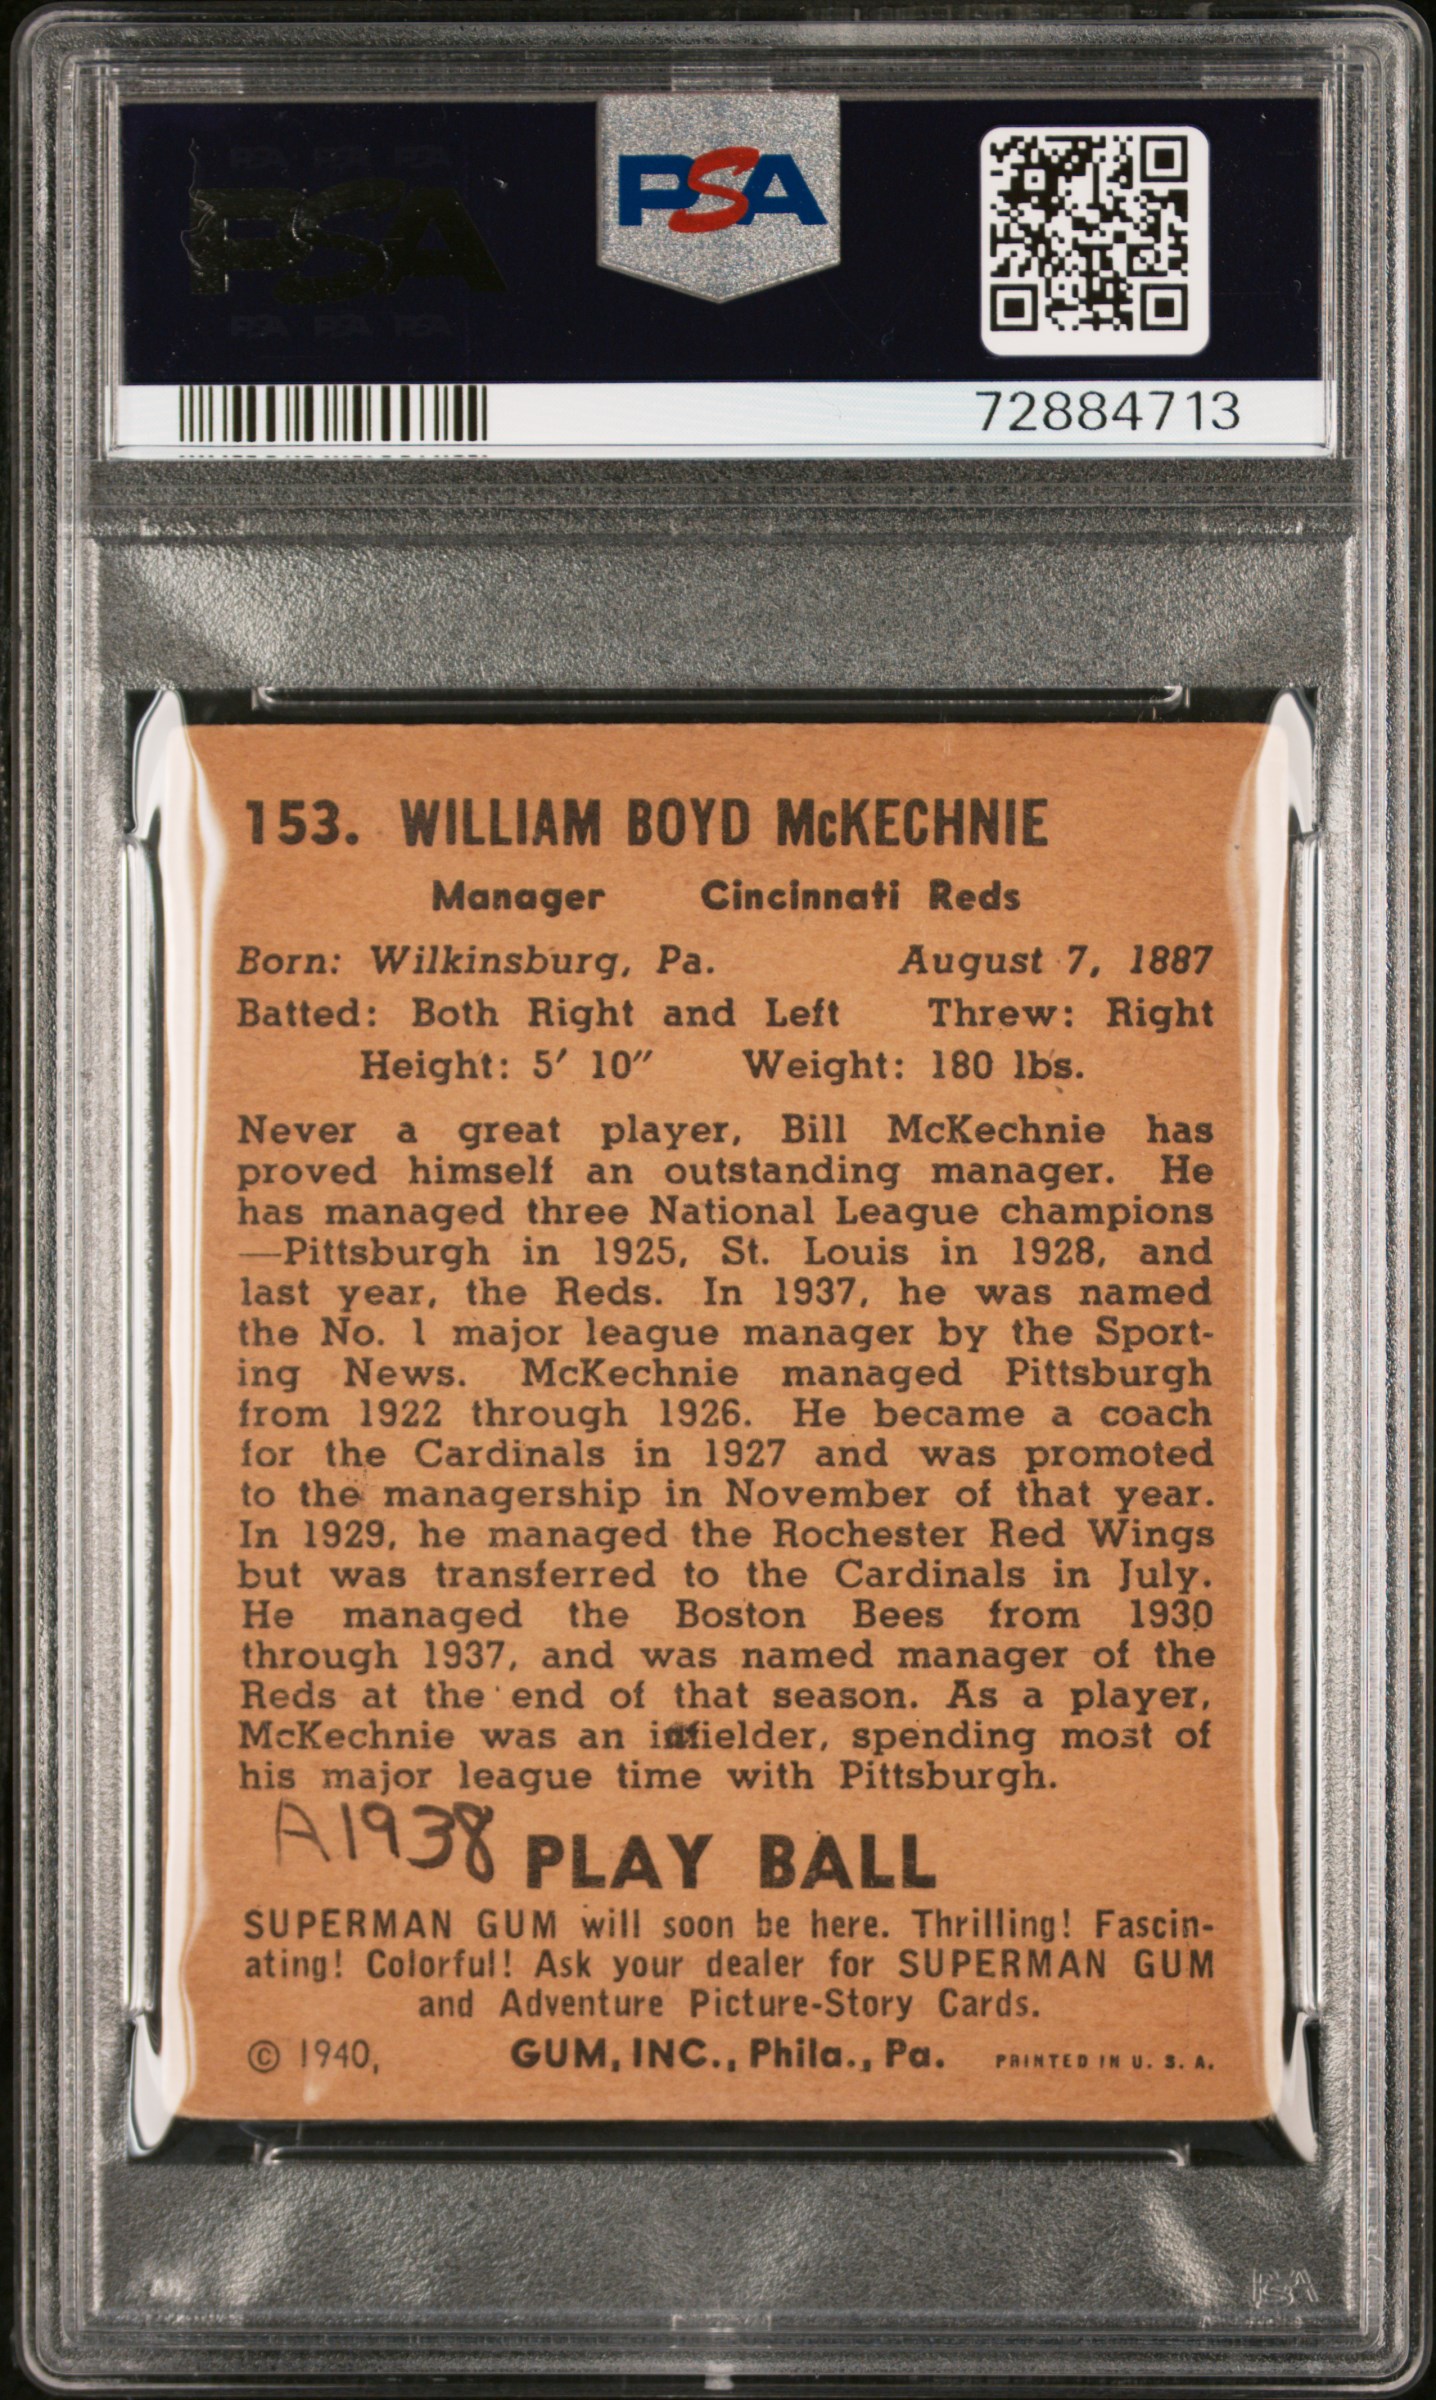 PSA
PSA
72884713
153. WILLIAM BOYD McKECHNIE
Manager Cincinnati Reds
Born: Wilkinsburg, Pa. August 7, 1887
Batted: Both Right and Left Threw: Right
Height: 5′ 10″ Weight: 180 lbs.
Never a great player, Bill McKechnie has
proved himself an outstanding manager. He
has managed three National League champions
—Pittsburgh in 1925, St. Louis in 1928, and
last year, the Reds. In 1937, he was named
the No. 1 major league manager by the Sport-
ing News. McKechnie managed Pittsburgh
from 1922 through 1926. He became a coach
for the Cardinals in 1927 and was promoted
to the managership in November of that year.
In 1929, he managed the Rochester Red Wings
but was transferred to the Cardinals in July.
He managed the Boston Bees from 1930
through 1937, and was named manager of the
Reds at the end of that season. As a player,
McKechnie was an infielder, spending most of
his major league time with Pittsburgh.
A1938
PLAY BALL
SUPERMAN GUM will soon be here. Thrilling! Fascin-
ating! Colorful! Ask your dealer for SUPERMAN GUM
and Adventure Picture-Story Cards.
© 1940, GUM, INC., Phila., Pa. PRINTED IN U. S. A.
PSA